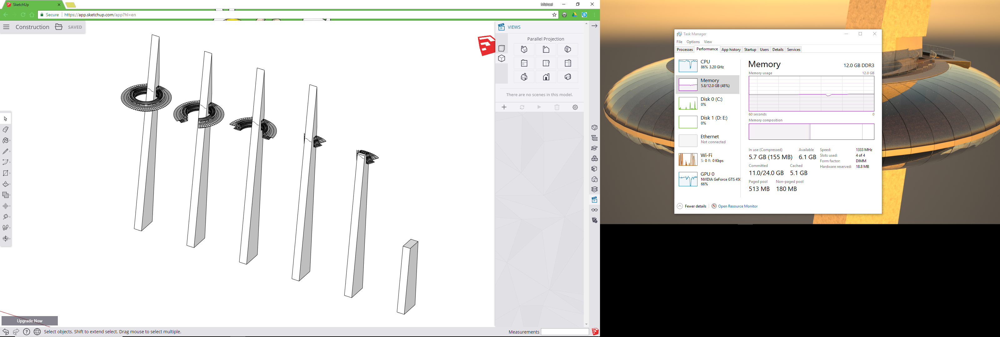 SketchUp
Michael
Secure
https://app.sketchup.com/app?hl=en
Construction
SAVED
VIEWS
Parallel Projection
There are no scenes in this model.
Upgrade Now
Select objects. Shift to extend select. Drag mouse to select multiple.
Measurements
Task Manager
File Options View
Processes Performance App history Startup Users Details Services
CPU
86% 3.20 GHz
Memory
5.8/12.0 GB (48%)
Disk 0 (C:)
0%
Disk 1 (D: E:)
0%
Ethernet
Not connected
Wi-Fi
S: 0 R: 0 Kbps
GPU 0
NVIDIA GeForce GTS 450
66%
Memory 12.0 GB DDR3
Memory usage 12.0 GB
60 seconds 0
Memory composition
In use (Compressed) Available
5.7 GB (155 MB) 6.1 GB
Committed Cached
11.0/24.0 GB 5.1 GB
Paged pool Non-paged pool
513 MB 180 MB
Speed: 1333 MHz
Slots used: 4 of 4
Form factor: DIMM
Hardware reserved: 18.8 MB
Fewer details Open Resource Monitor